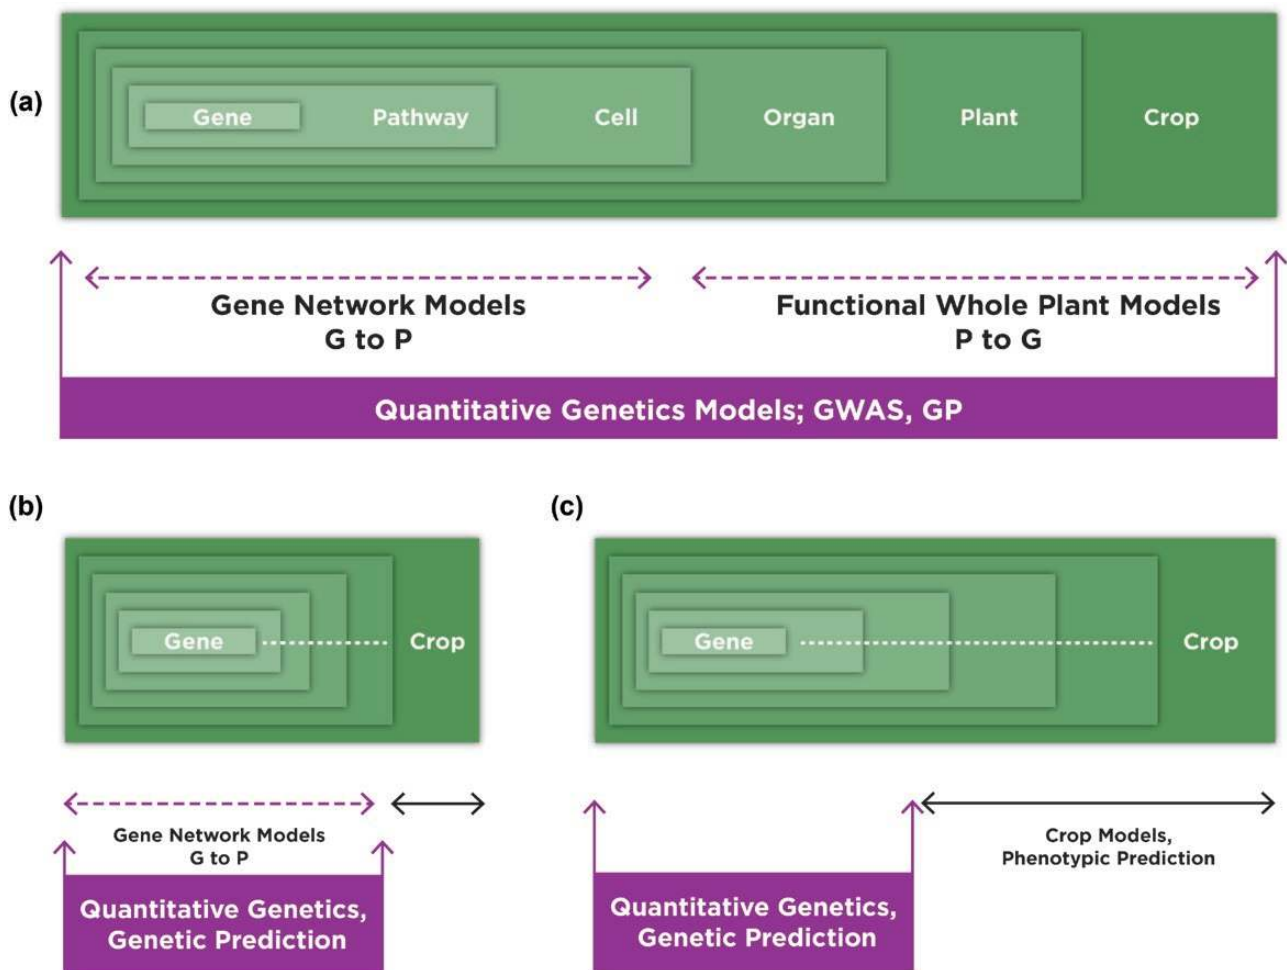 (a)
Gene Pathway Cell Organ Plant Crop
Gene Network Models
G to P
Functional Whole Plant Models
P to G
Quantitative Genetics Models; GWAS, GP
(b)
Gene Crop
Gene Network Models
G to P
Quantitative Genetics,
Genetic Prediction
(c)
Gene Crop
Crop Models,
Phenotypic Prediction
Quantitative Genetics,
Genetic Prediction